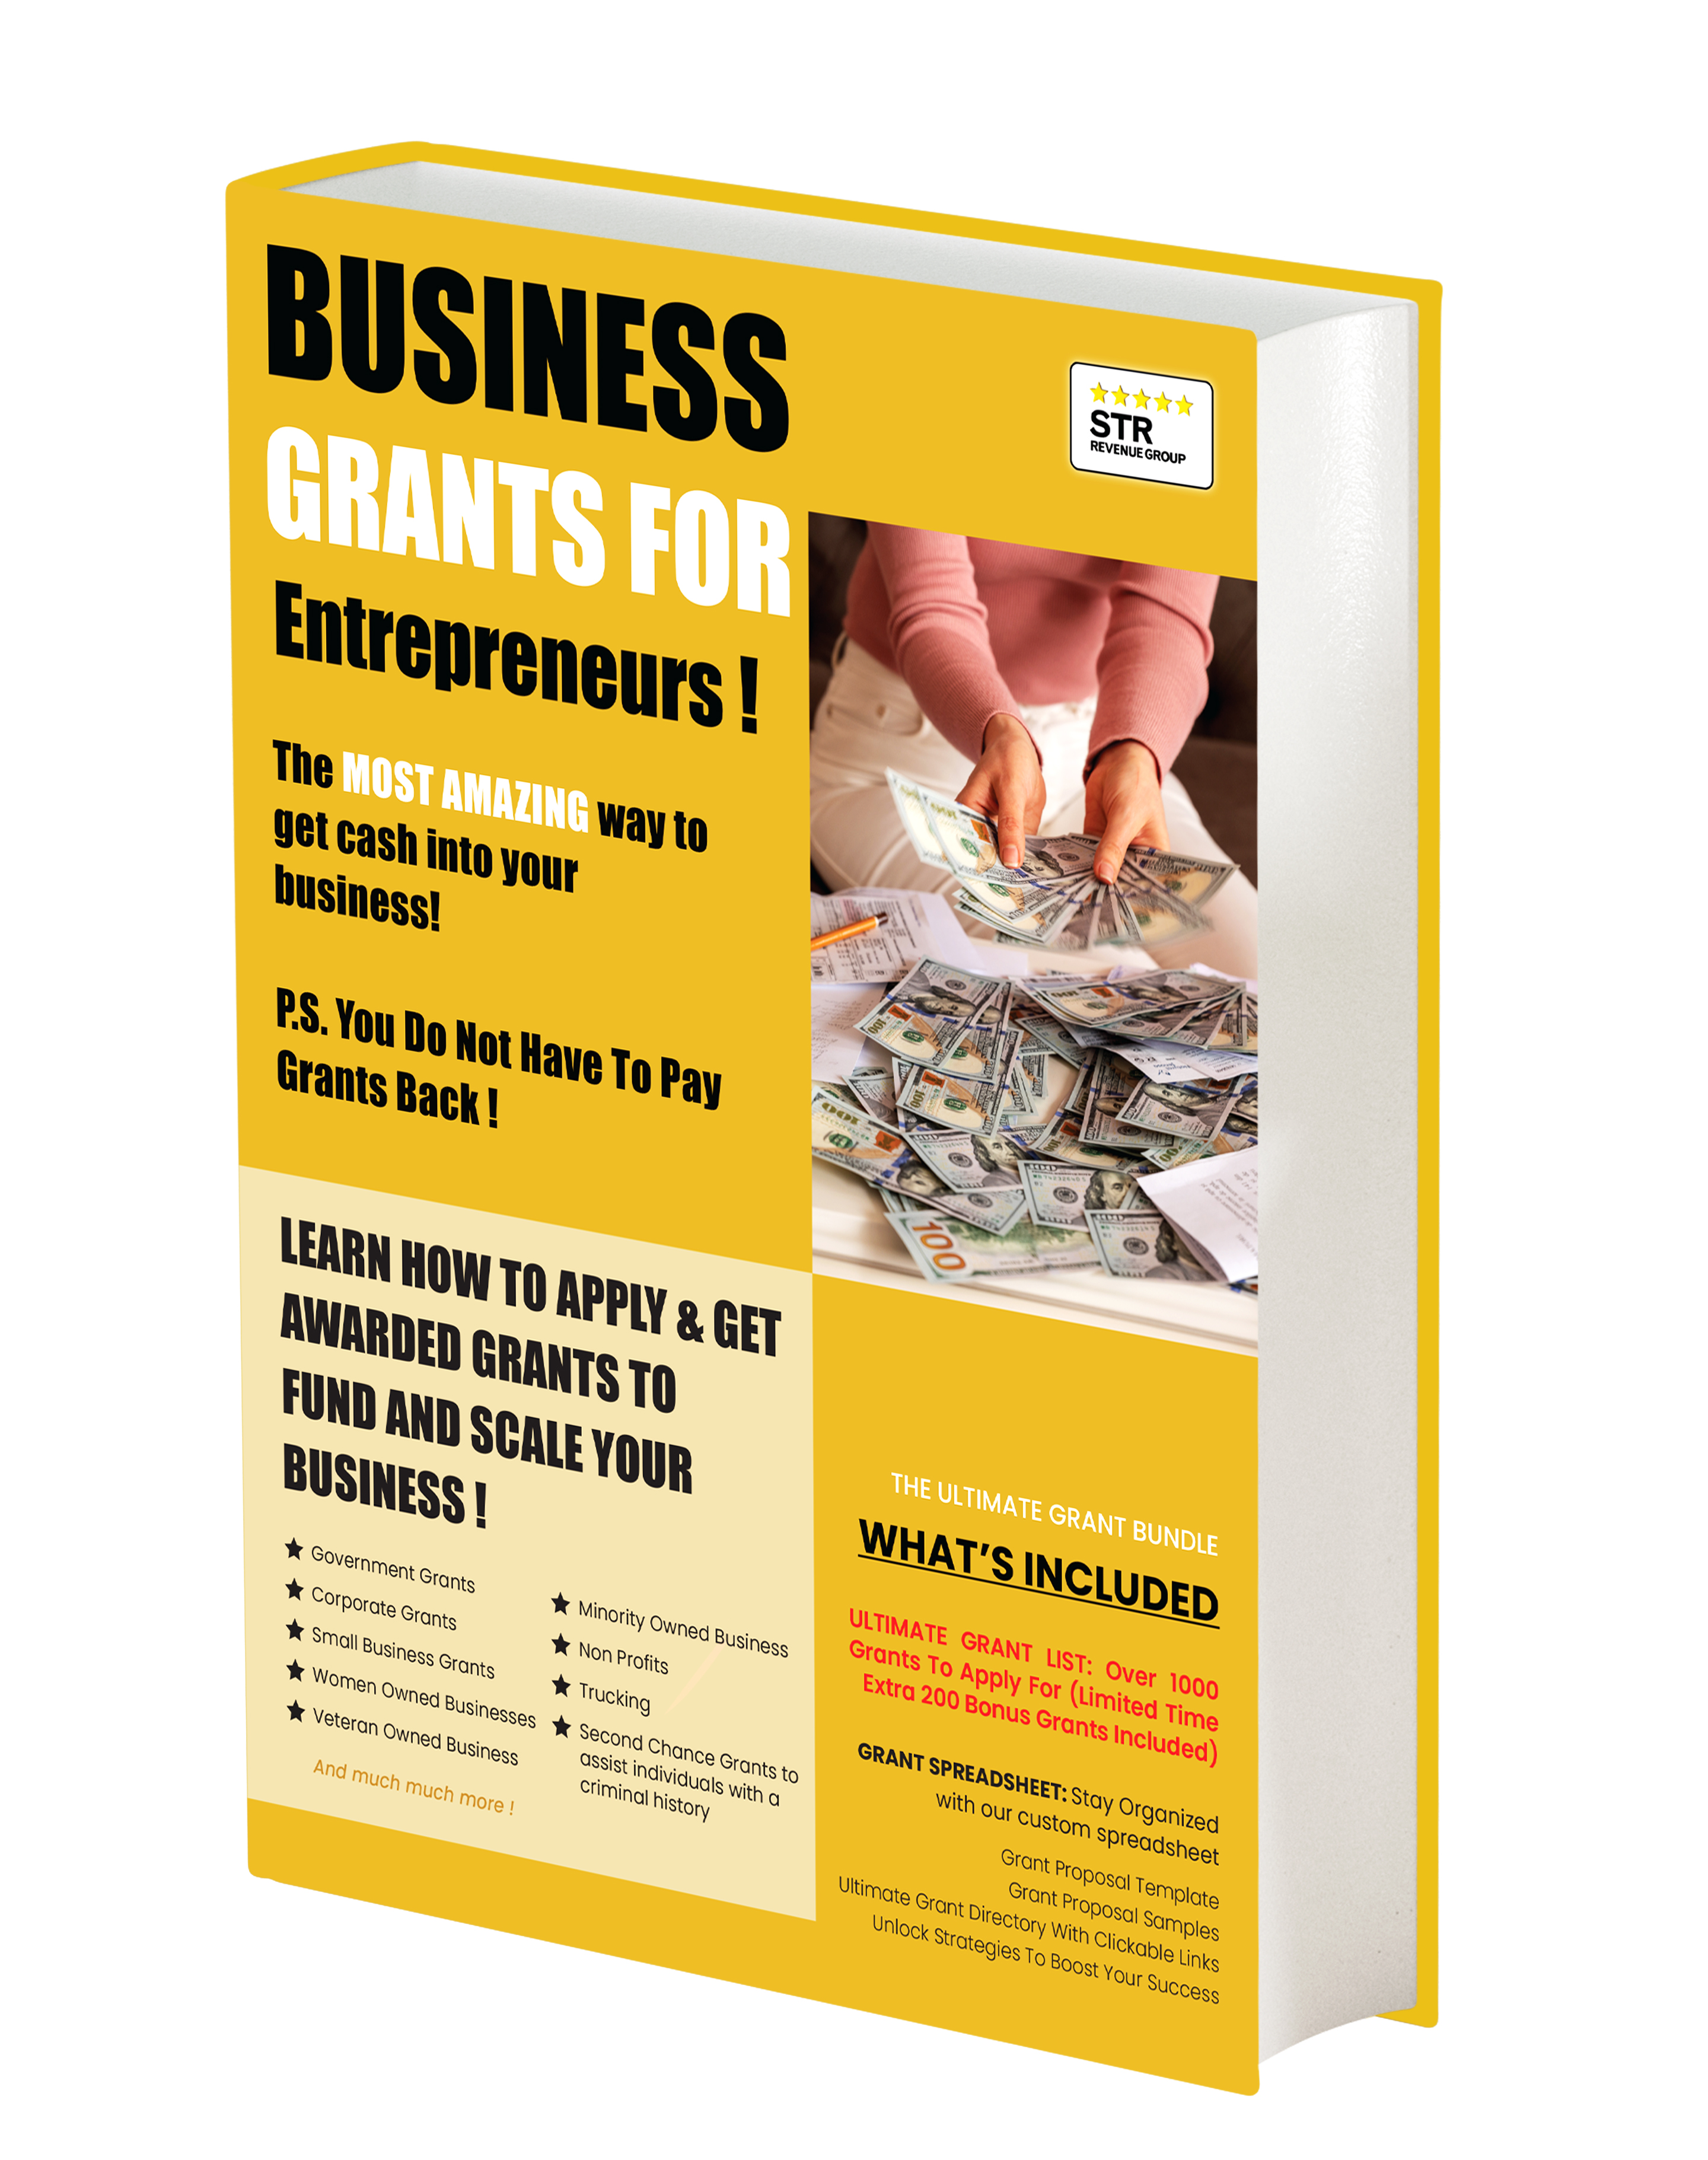 BUSINESS
GRANTS FOR
Entrepreneurs !
STR
REVENUE GROUP
The MOST AMAZING way to
get cash into your
business!
P.S. You Do Not Have To Pay
Grants Back !
LEARN HOW TO APPLY & GET
AWARDED GRANTS TO
FUND AND SCALE YOUR
BUSINESS !
Government Grants
Corporate Grants
Small Business Grants
Women Owned Businesses
Veteran Owned Business
And much much more !
Minority Owned Business
Non Profits
Trucking
Second Chance Grants to
assist individuals with a
criminal history
100
THE ULTIMATE GRANT BUNDLE
WHAT'S INCLUDED
ULTIMATE GRANT LIST: Over 1000
Grants To Apply For (Limited Time
Extra 200 Bonus Grants Included)
GRANT SPREADSHEET: Stay Organized
with our custom spreadsheet
Grant Proposal Template
Grant Proposal Samples
Ultimate Grant Directory With Clickable Links
Unlock Strategies To Boost Your Success